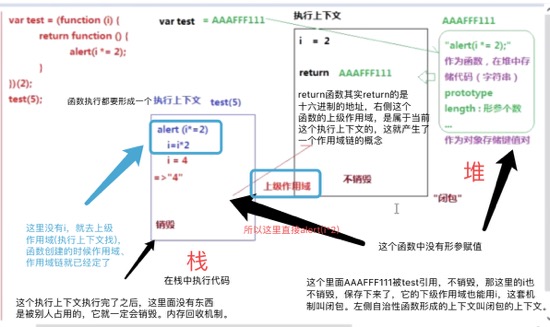 var test = (function (i) {
return function () {
alert(i *= 2);
}
})(2);
test(5);
var test = AAAFFF111
执行上下文
i = 2
return AAAFFF111
return函数其实return的是
十六进制的地址，右侧这个
函数的上级作用域，是属于当前
这个执行上下文的，这就产生了
一个作用域链的概念
不销毁
AAAFFF111
"alert(i *= 2);"
作为函数，在堆中存
储代码（字符串）
prototype
length : 形参个数
...
作为对象存储键值对
堆
"闭包"
函数执行都要形成一个
执行上下文
test(5)
alert (i*=2)
i=i*2
i = 4
=>"4"
销毁
上级作用域
所以这里直接alert(i*2)
这里没有i，就去上级
作用域(执行上下文找)，
函数创建的时候作用域、
作用域链就已经定了
栈
在栈中执行代码
这个函数中没有形参赋值
这个执行上下文执行完了之后，这里面没有东西
是被别人占用的，它就一定会销毁。内存回收机制。
这个里面AAAFFF111被test引用，不销毁，那这里的i也
不销毁，保存下来了，它的下级作用域也能用i，这套机
制叫闭包。左侧自治性函数形成的上下文叫闭包的上下文。